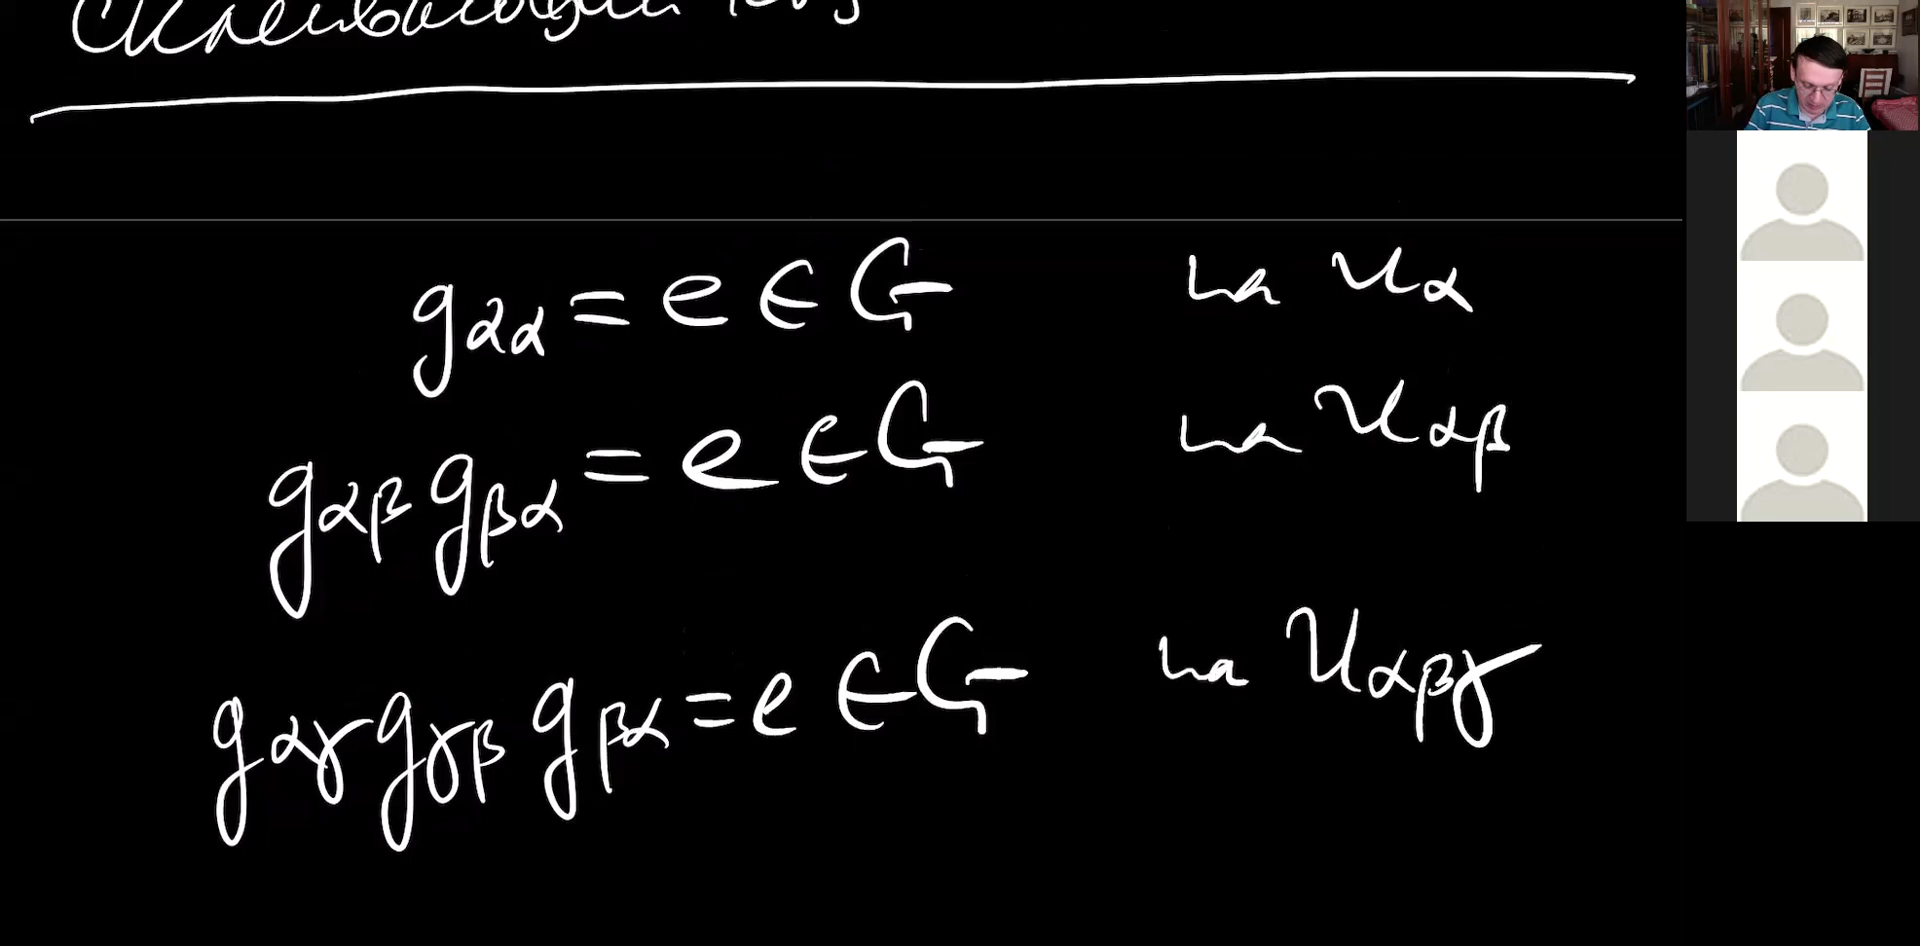 Склеивающий
g_{αα} = e ∈ G на U_α
g_{αβ} g_{βα} = e ∈ G на U_{αβ}
g_{αγ} g_{γβ} g_{βα} = e ∈ G на U_{αβγ}